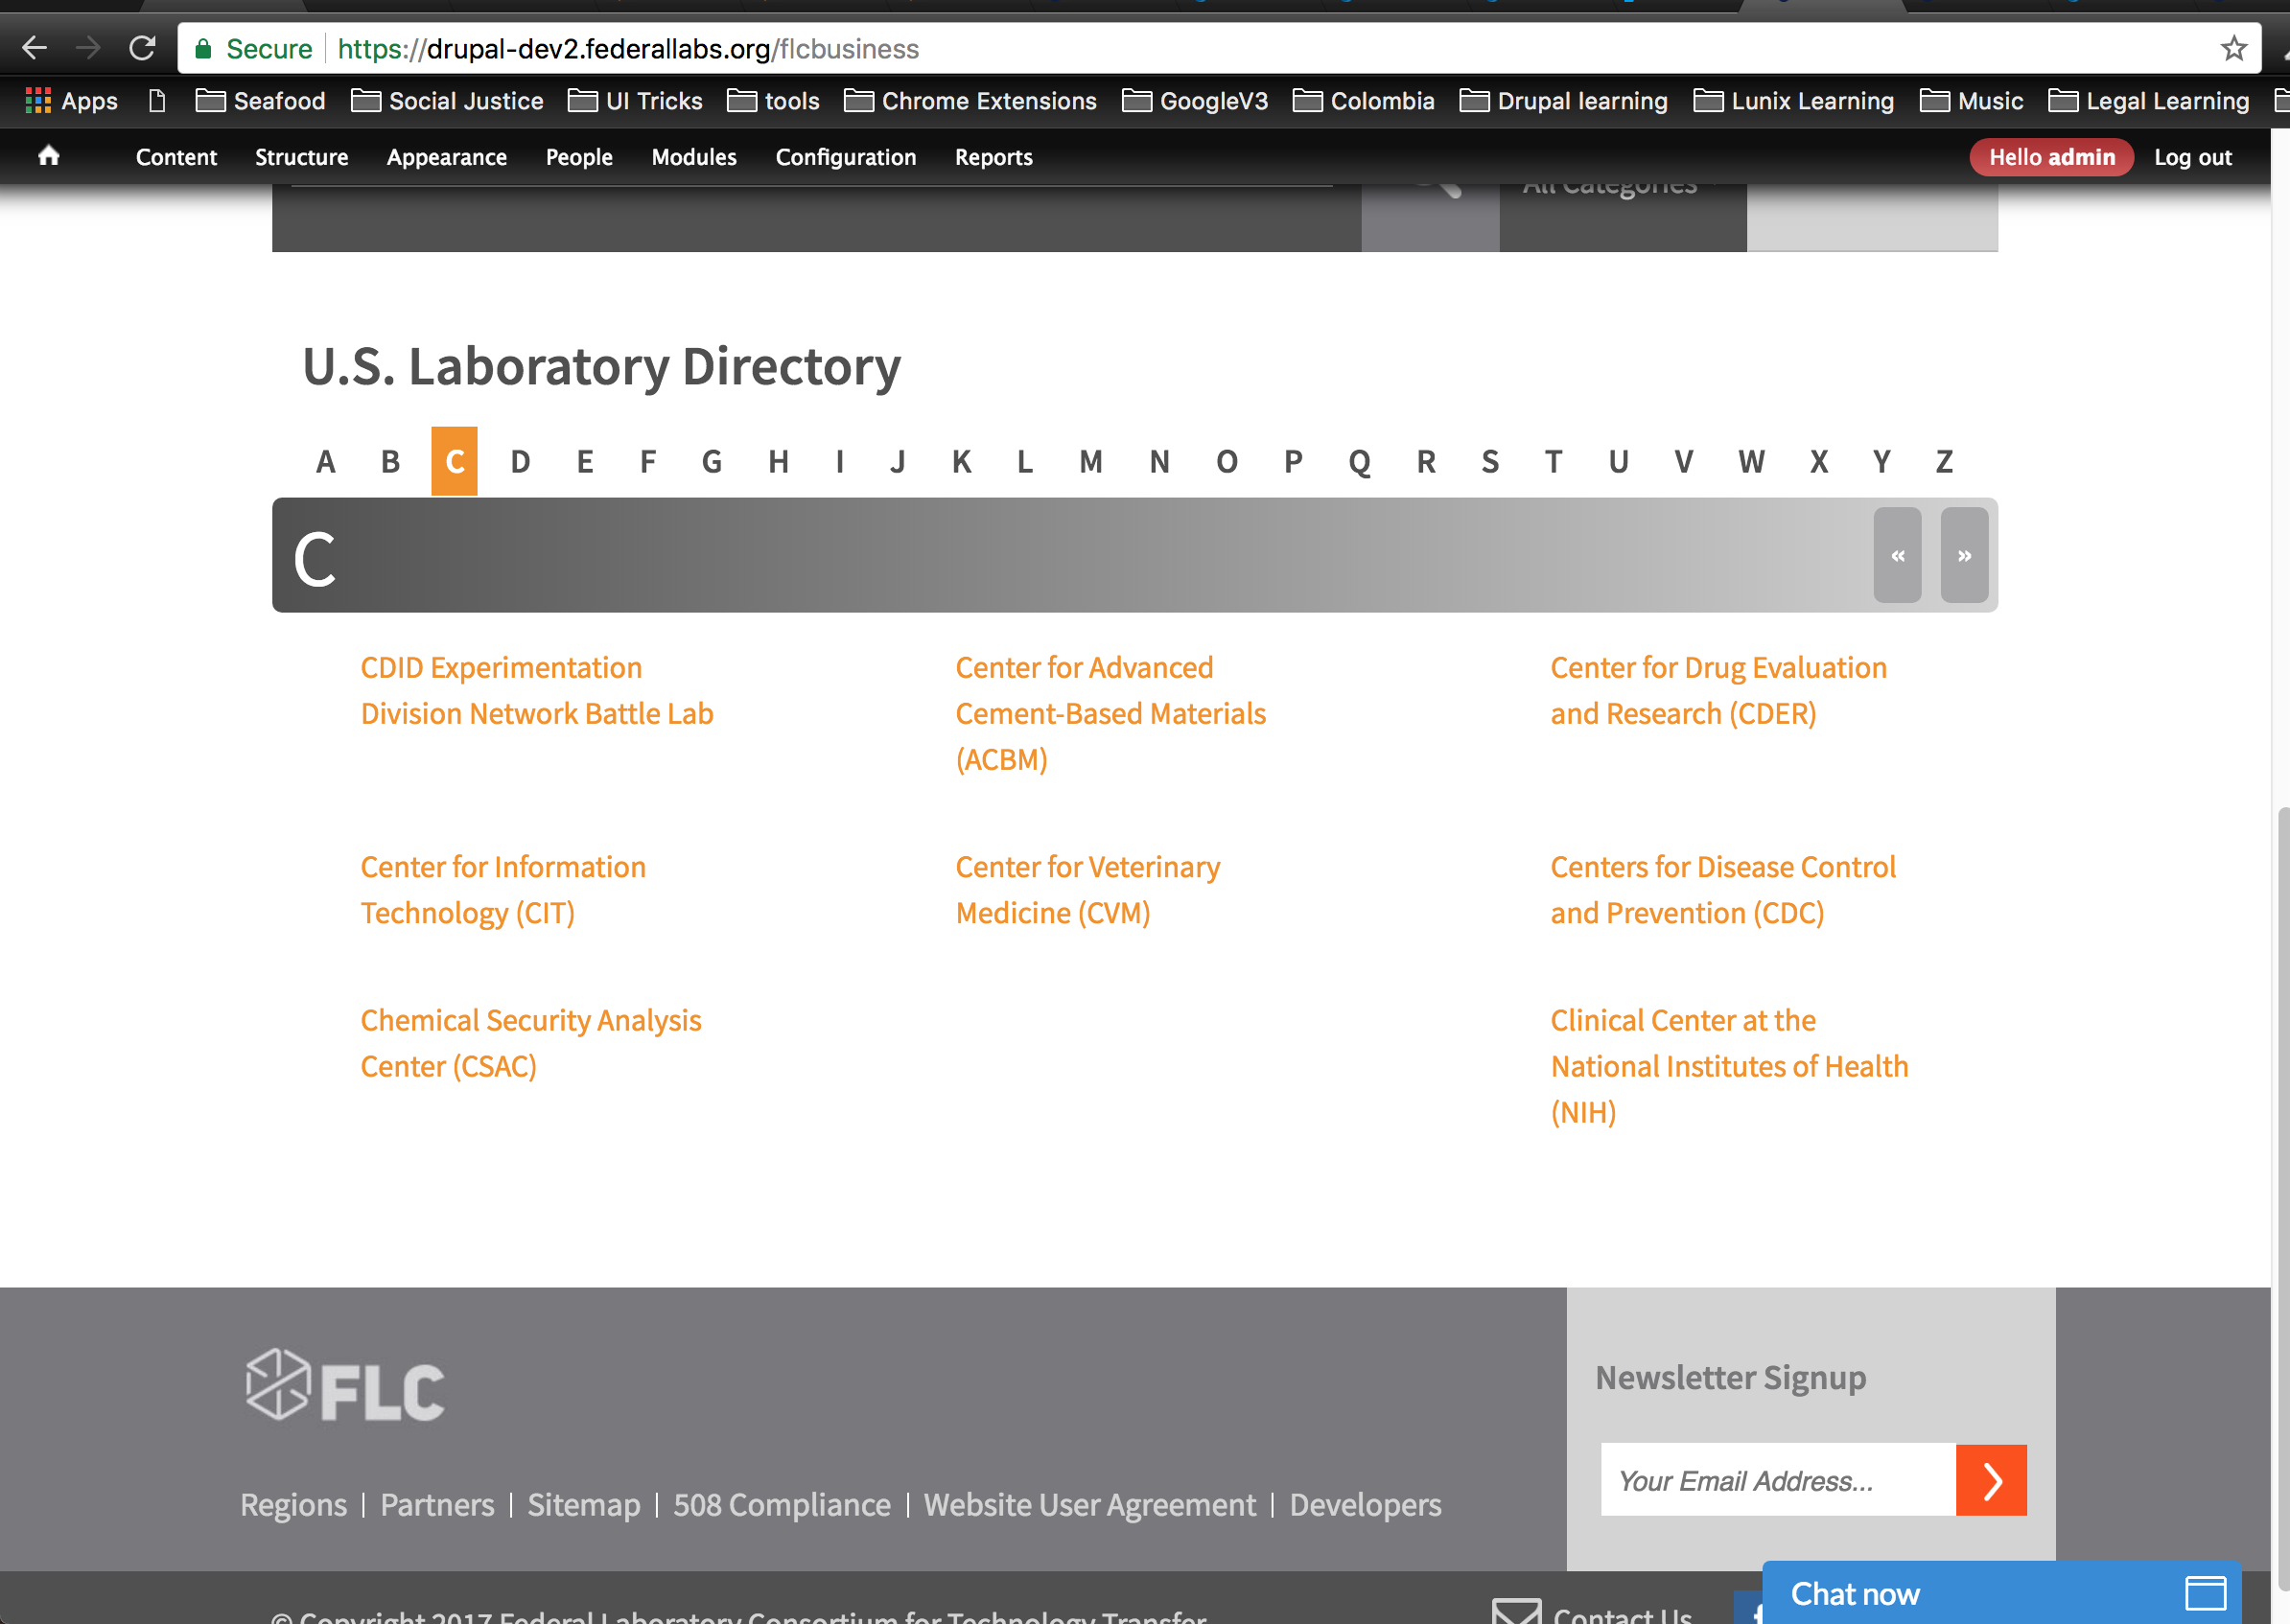 Secure https://drupal-dev2.federallabs.org/flcbusiness
Apps Seafood Social Justice UI Tricks tools Chrome Extensions GoogleV3 Colombia Drupal learning Lunix Learning Music Legal Learning
Content Structure Appearance People Modules Configuration Reports Hello admin Log out
All Categories
U.S. Laboratory Directory
A B C D E F G H I J K L M N O P Q R S T U V W X Y Z
C « »
CDID Experimentation
Division Network Battle Lab
Center for Advanced
Cement-Based Materials
(ACBM)
Center for Drug Evaluation
and Research (CDER)
Center for Information
Technology (CIT)
Center for Veterinary
Medicine (CVM)
Centers for Disease Control
and Prevention (CDC)
Chemical Security Analysis
Center (CSAC)
Clinical Center at the
National Institutes of Health
(NIH)
FLC
Regions | Partners | Sitemap | 508 Compliance | Website User Agreement | Developers
Newsletter Signup
Your Email Address...
© Copyright 2017 Federal Laboratory Consortium for Technology Transfer
Contact Us
f
Chat now